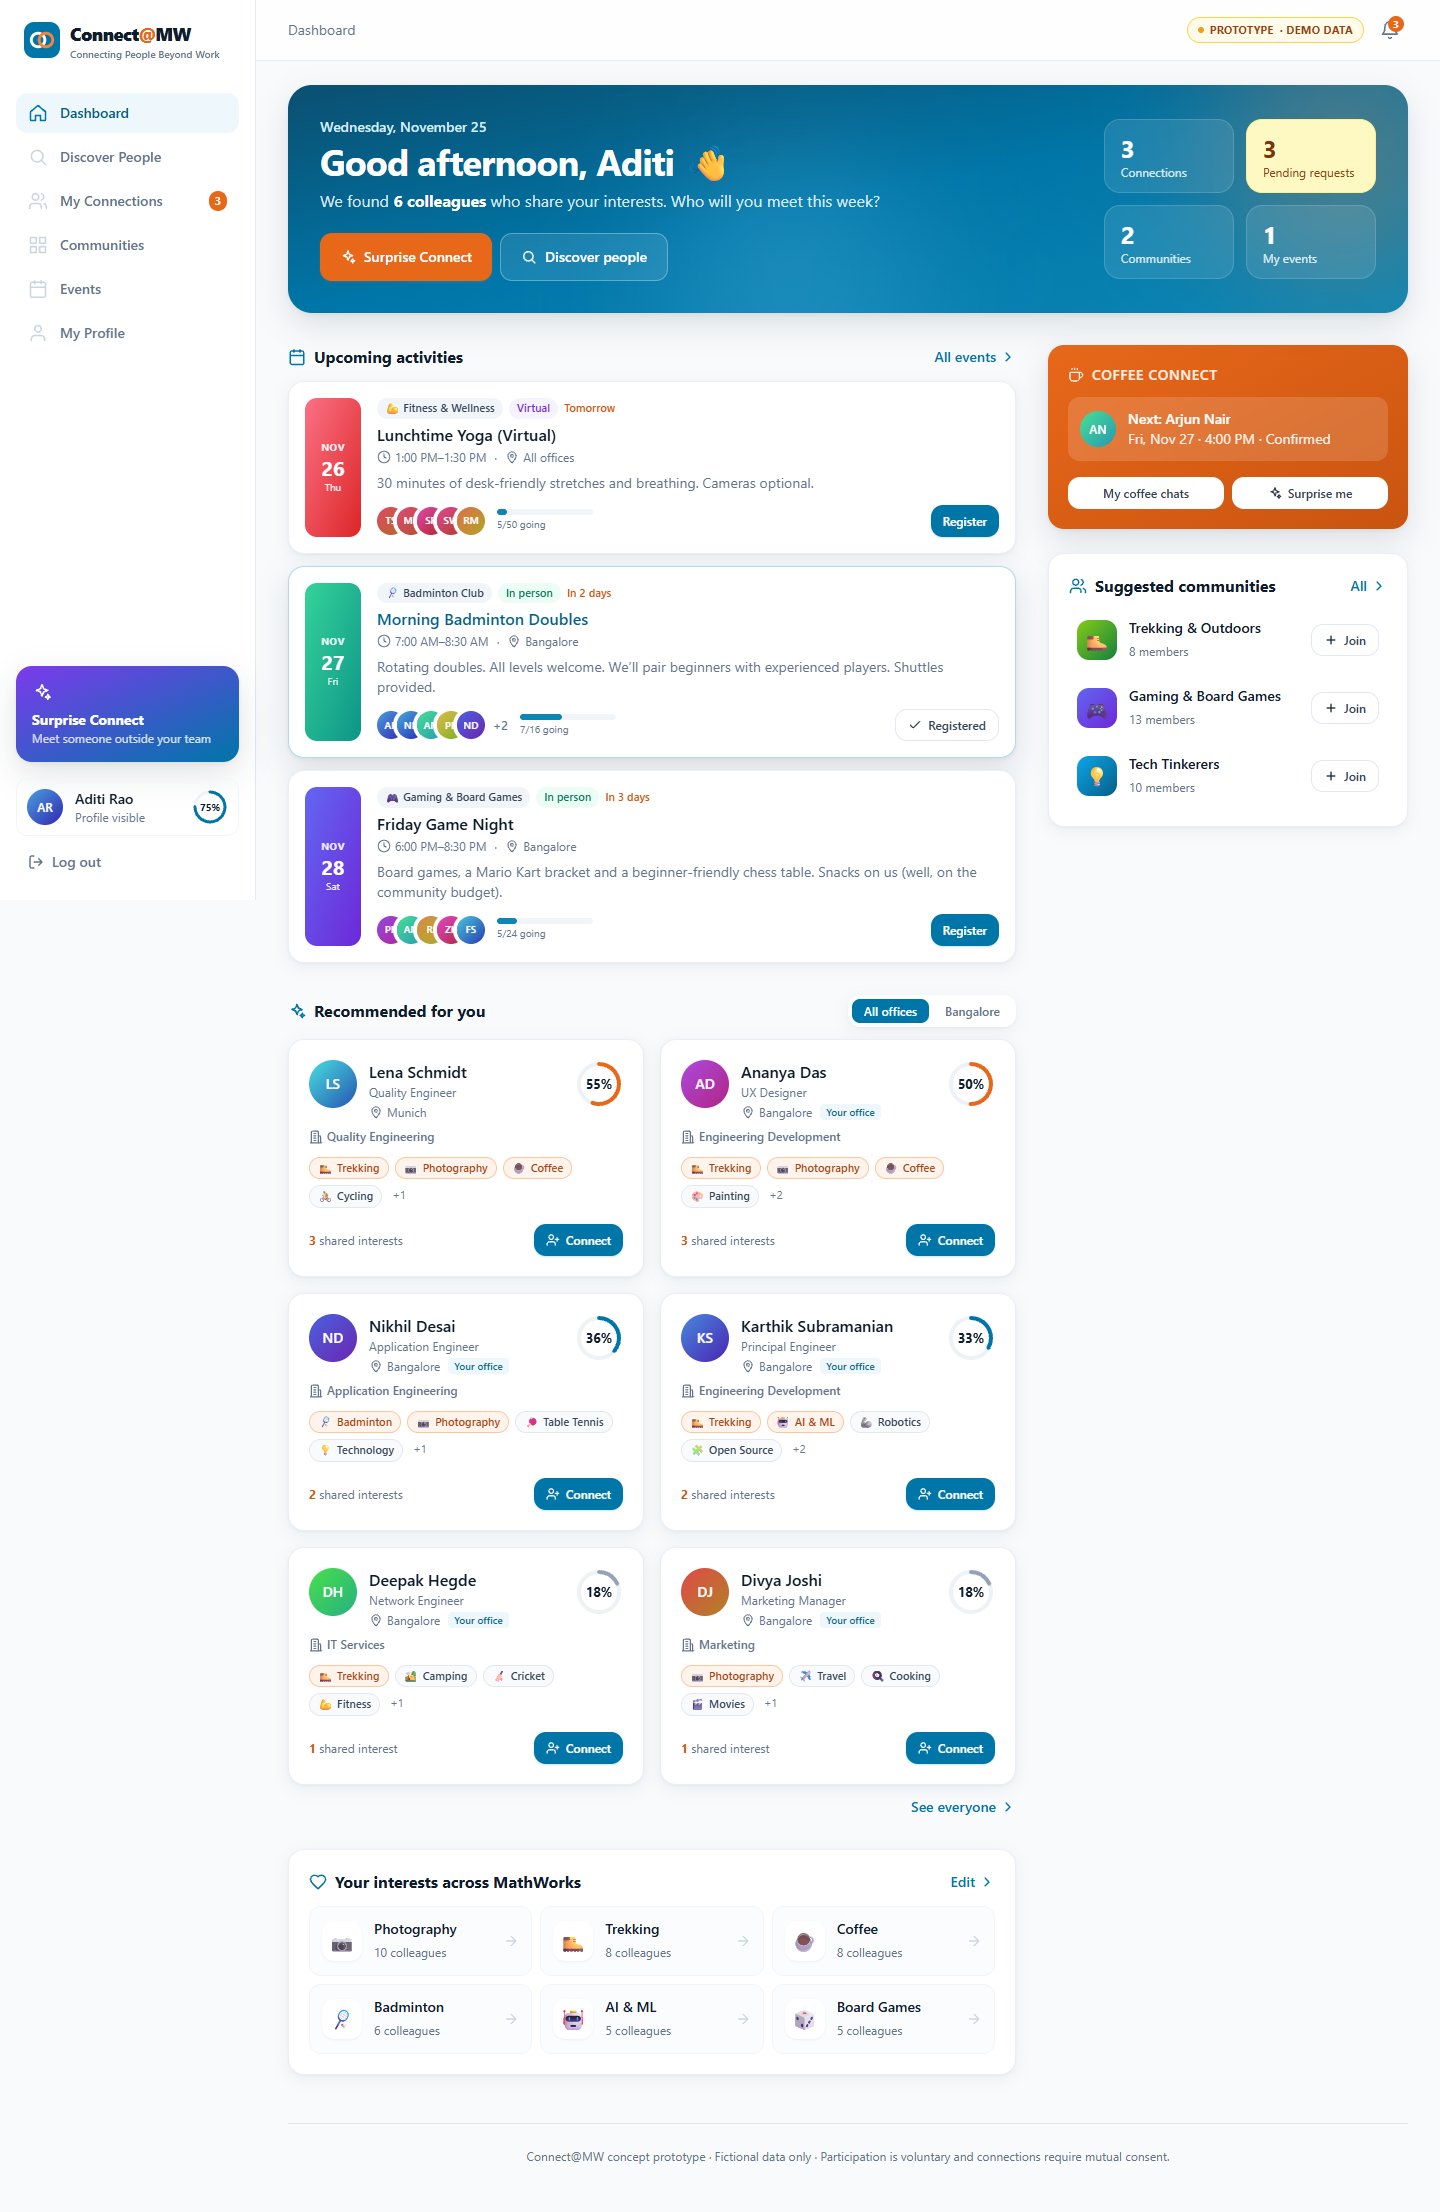 Connect@MW
Connecting People Beyond Work
Dashboard
Discover People
My Connections
3
Communities
Events
My Profile
Surprise Connect
Meet someone outside your team
AR
Aditi Rao
Profile visible
75%
Log out
Dashboard
PROTOTYPE · DEMO DATA
3
Wednesday, November 25
Good afternoon, Aditi
We found 6 colleagues who share your interests. Who will you meet this week?
Surprise Connect
Discover people
3
Connections
3
Pending requests
2
Communities
1
My events
Upcoming activities
All events
NOV
26
Thu
Fitness & Wellness
Virtual
Tomorrow
Lunchtime Yoga (Virtual)
1:00 PM–1:30 PM · All offices
30 minutes of desk-friendly stretches and breathing. Cameras optional.
RM
5/50 going
Register
NOV
27
Fri
Badminton Club
In person
In 2 days
Morning Badminton Doubles
7:00 AM–8:30 AM · Bangalore
Rotating doubles. All levels welcome. We’ll pair beginners with experienced players. Shuttles
provided.
ND
+2
7/16 going
Registered
NOV
28
Sat
Gaming & Board Games
In person
In 3 days
Friday Game Night
6:00 PM–8:30 PM · Bangalore
Board games, a Mario Kart bracket and a beginner-friendly chess table. Snacks on us (well, on the
community budget).
FS
5/24 going
Register
COFFEE CONNECT
AN
Next: Arjun Nair
Fri, Nov 27 · 4:00 PM · Confirmed
My coffee chats
Surprise me
Suggested communities
All
Trekking & Outdoors
8 members
Join
Gaming & Board Games
13 members
Join
Tech Tinkerers
10 members
Join
Recommended for you
All offices
Bangalore
LS
Lena Schmidt
Quality Engineer
Munich
55%
Quality Engineering
Trekking
Photography
Coffee
Cycling
+1
3 shared interests
Connect
AD
Ananya Das
UX Designer
Bangalore
Your office
50%
Engineering Development
Trekking
Photography
Coffee
Painting
+2
3 shared interests
Connect
ND
Nikhil Desai
Application Engineer
Bangalore
Your office
36%
Application Engineering
Badminton
Photography
Table Tennis
Technology
+1
2 shared interests
Connect
KS
Karthik Subramanian
Principal Engineer
Bangalore
Your office
33%
Engineering Development
Trekking
AI & ML
Robotics
Open Source
+2
2 shared interests
Connect
DH
Deepak Hegde
Network Engineer
Bangalore
Your office
18%
IT Services
Trekking
Camping
Cricket
Fitness
+1
1 shared interest
Connect
DJ
Divya Joshi
Marketing Manager
Bangalore
Your office
18%
Marketing
Photography
Travel
Cooking
Movies
+1
1 shared interest
Connect
See everyone
Your interests across MathWorks
Edit
Photography
10 colleagues
Trekking
8 colleagues
Coffee
8 colleagues
Badminton
6 colleagues
AI & ML
5 colleagues
Board Games
5 colleagues
Connect@MW concept prototype · Fictional data only · Participation is voluntary and connections require mutual consent.